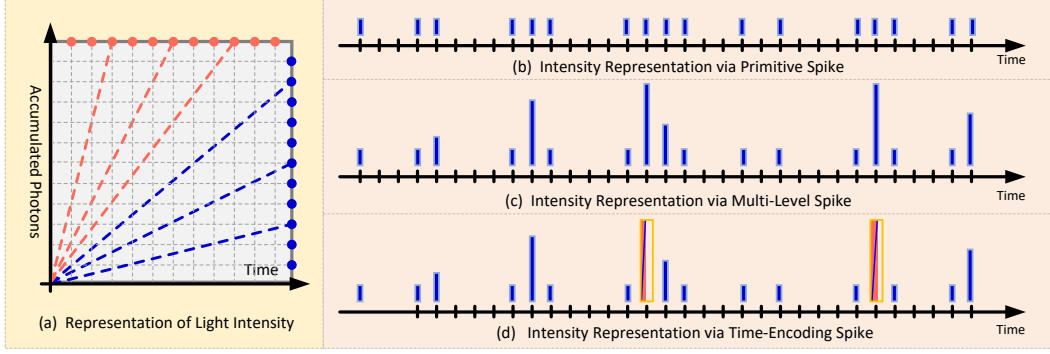 Accumulated Photons
Time
(a) Representation of Light Intensity
Time
(b) Intensity Representation via Primitive Spike
Time
(c) Intensity Representation via Multi-Level Spike
Time
(d) Intensity Representation via Time-Encoding Spike